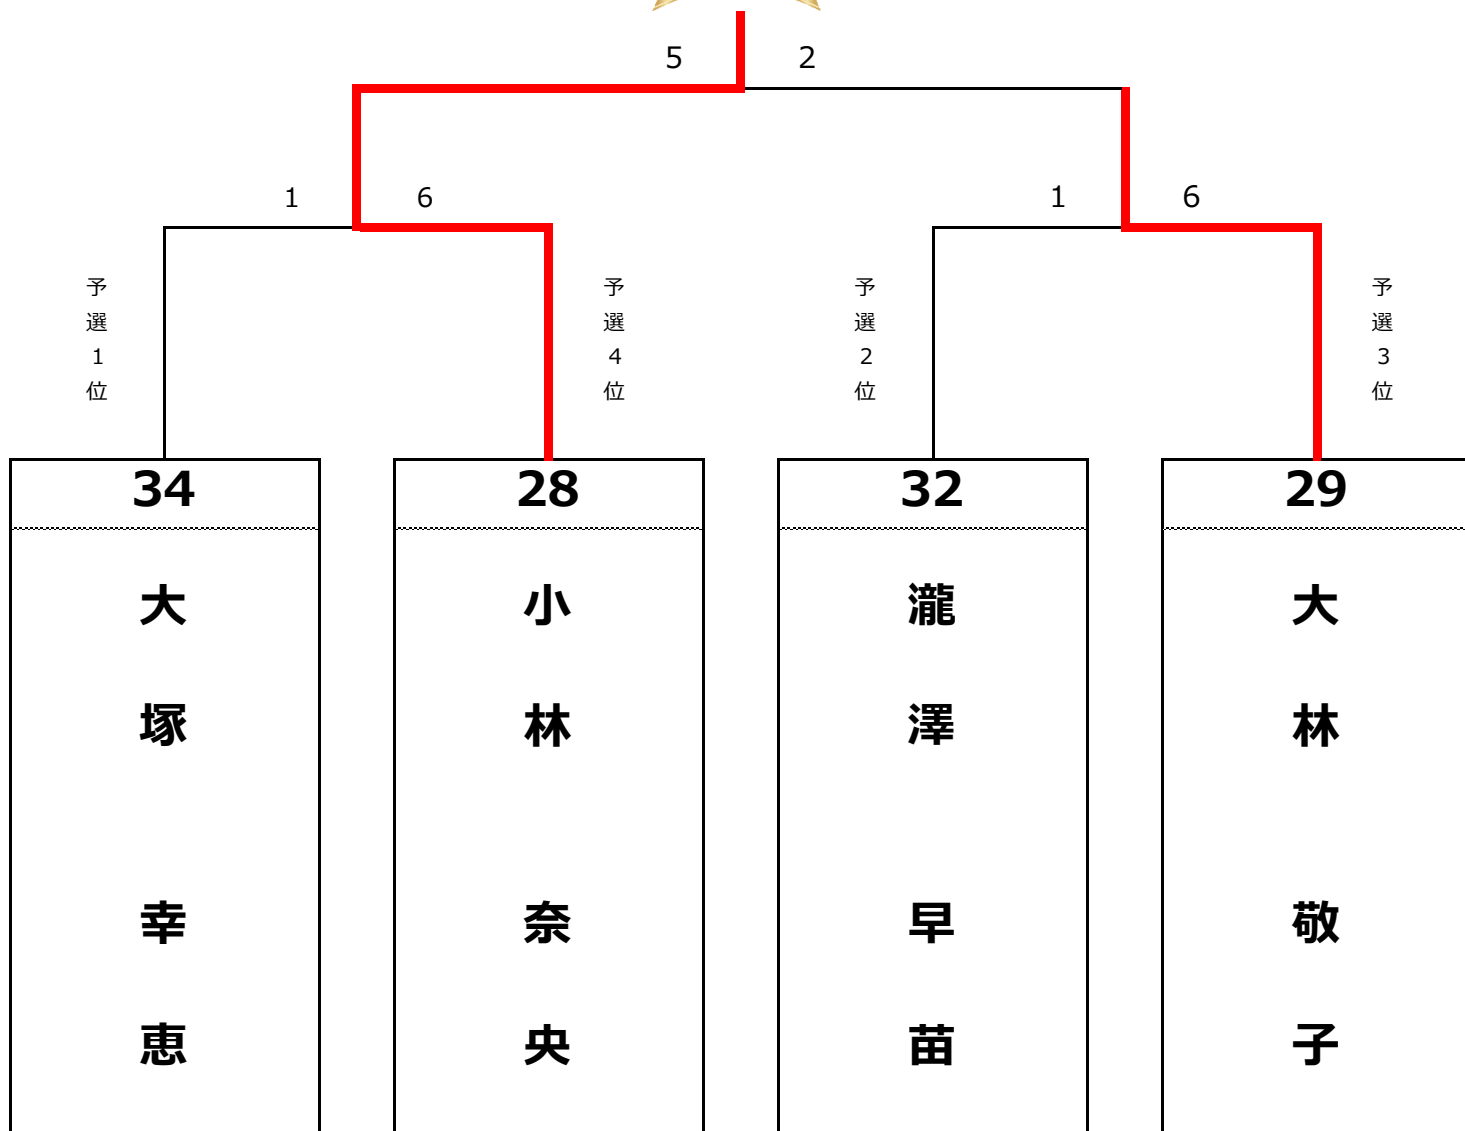 5 2
1 6
1 6
予選1位
予選4位
予選2位
予選3位
34
大塚 幸恵
28
小林 奈央
32
瀧澤 早苗
29
大林 敬子